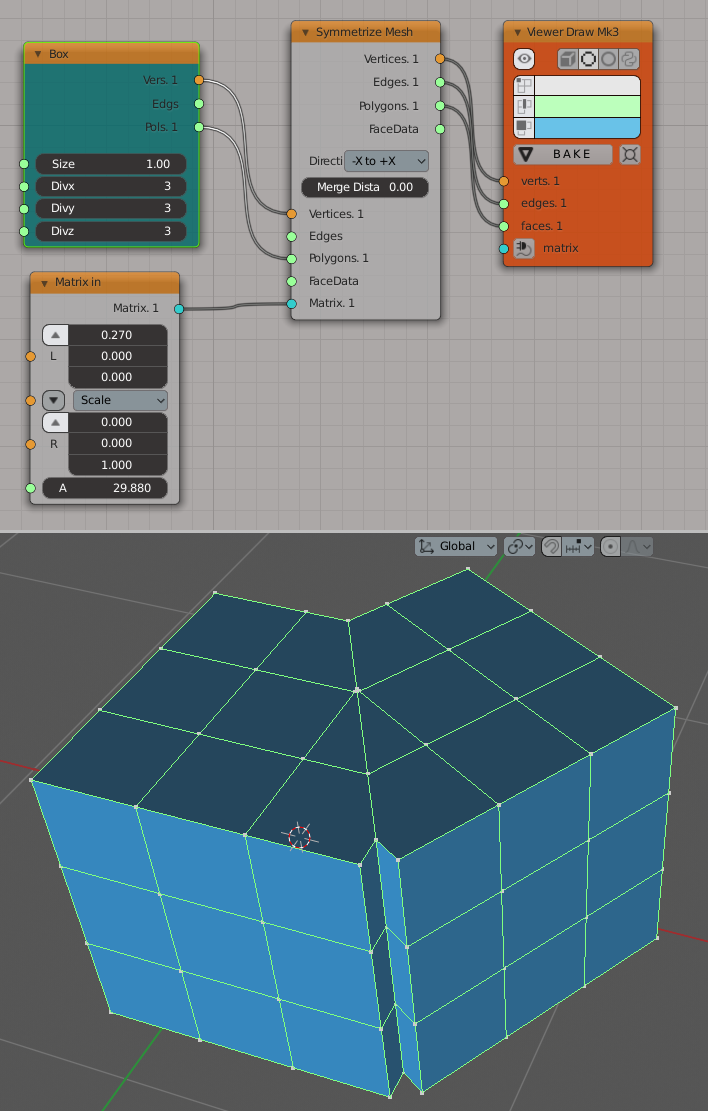 Box
Vers. 1
Edgs
Pols. 1
Size 1.00
Divx 3
Divy 3
Divz 3
Matrix in
Matrix. 1
0.270
L 0.000
0.000
Scale
0.000
R 0.000
1.000
A 29.880
Symmetrize Mesh
Vertices. 1
Edges. 1
Polygons. 1
FaceData
Directi -X to +X
Merge Dista 0.00
Vertices. 1
Edges
Polygons. 1
FaceData
Matrix. 1
Viewer Draw Mk3
BAKE
verts. 1
edges. 1
faces. 1
matrix
Global